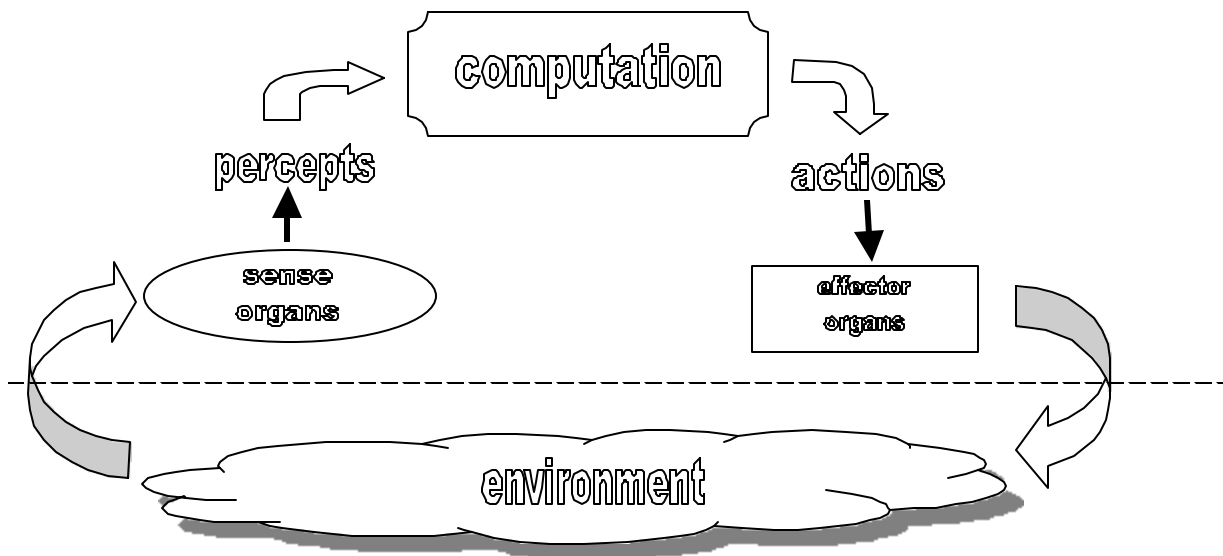 computation
percepts
actions
sense
organs
effector
organs
environment